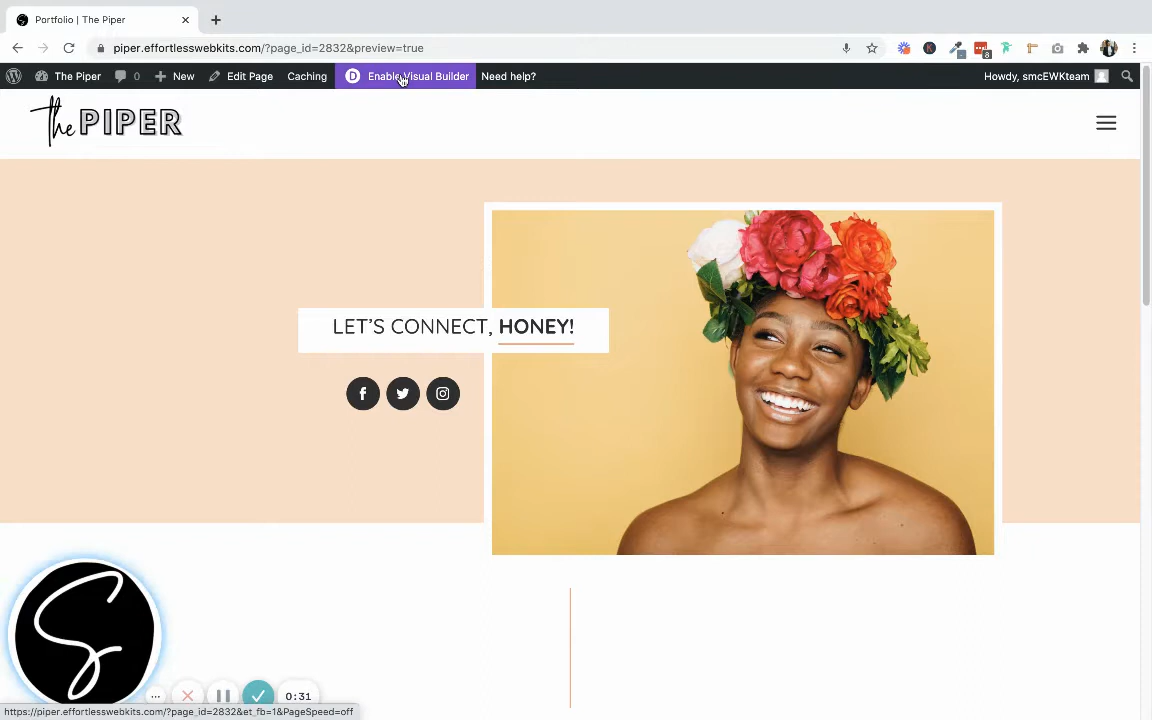 Portfolio | The Piper
piper.effortlesswebkits.com/?page_id=2832&preview=true
8
The Piper 0 New Edit Page Caching D Enable Visual Builder Need help? Howdy, smcEWKteam
the PIPER
LET'S CONNECT, HONEY!
S
0:31
https://piper.effortlesswebkits.com/?page_id=2832&et_fb=1&PageSpeed=off